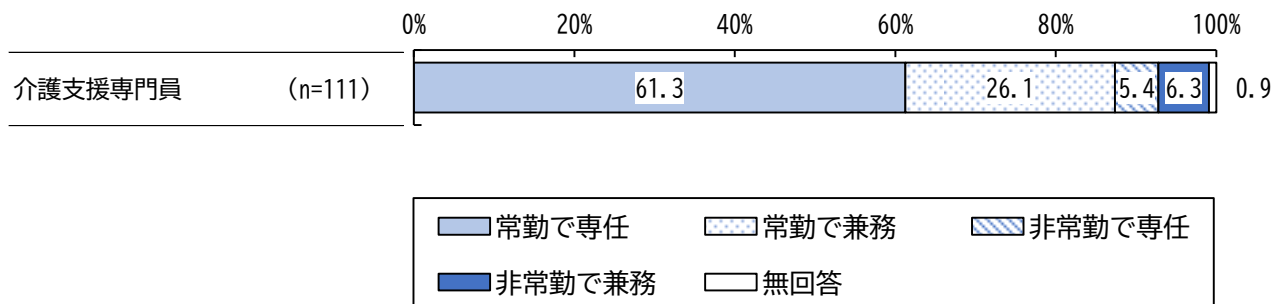 0% 20% 40% 60% 80% 100%
介護支援専門員 (n=111) 61.3 26.1 5.4 6.3 0.9
常勤で専任 常勤で兼務 非常勤で専任
非常勤で兼務 無回答